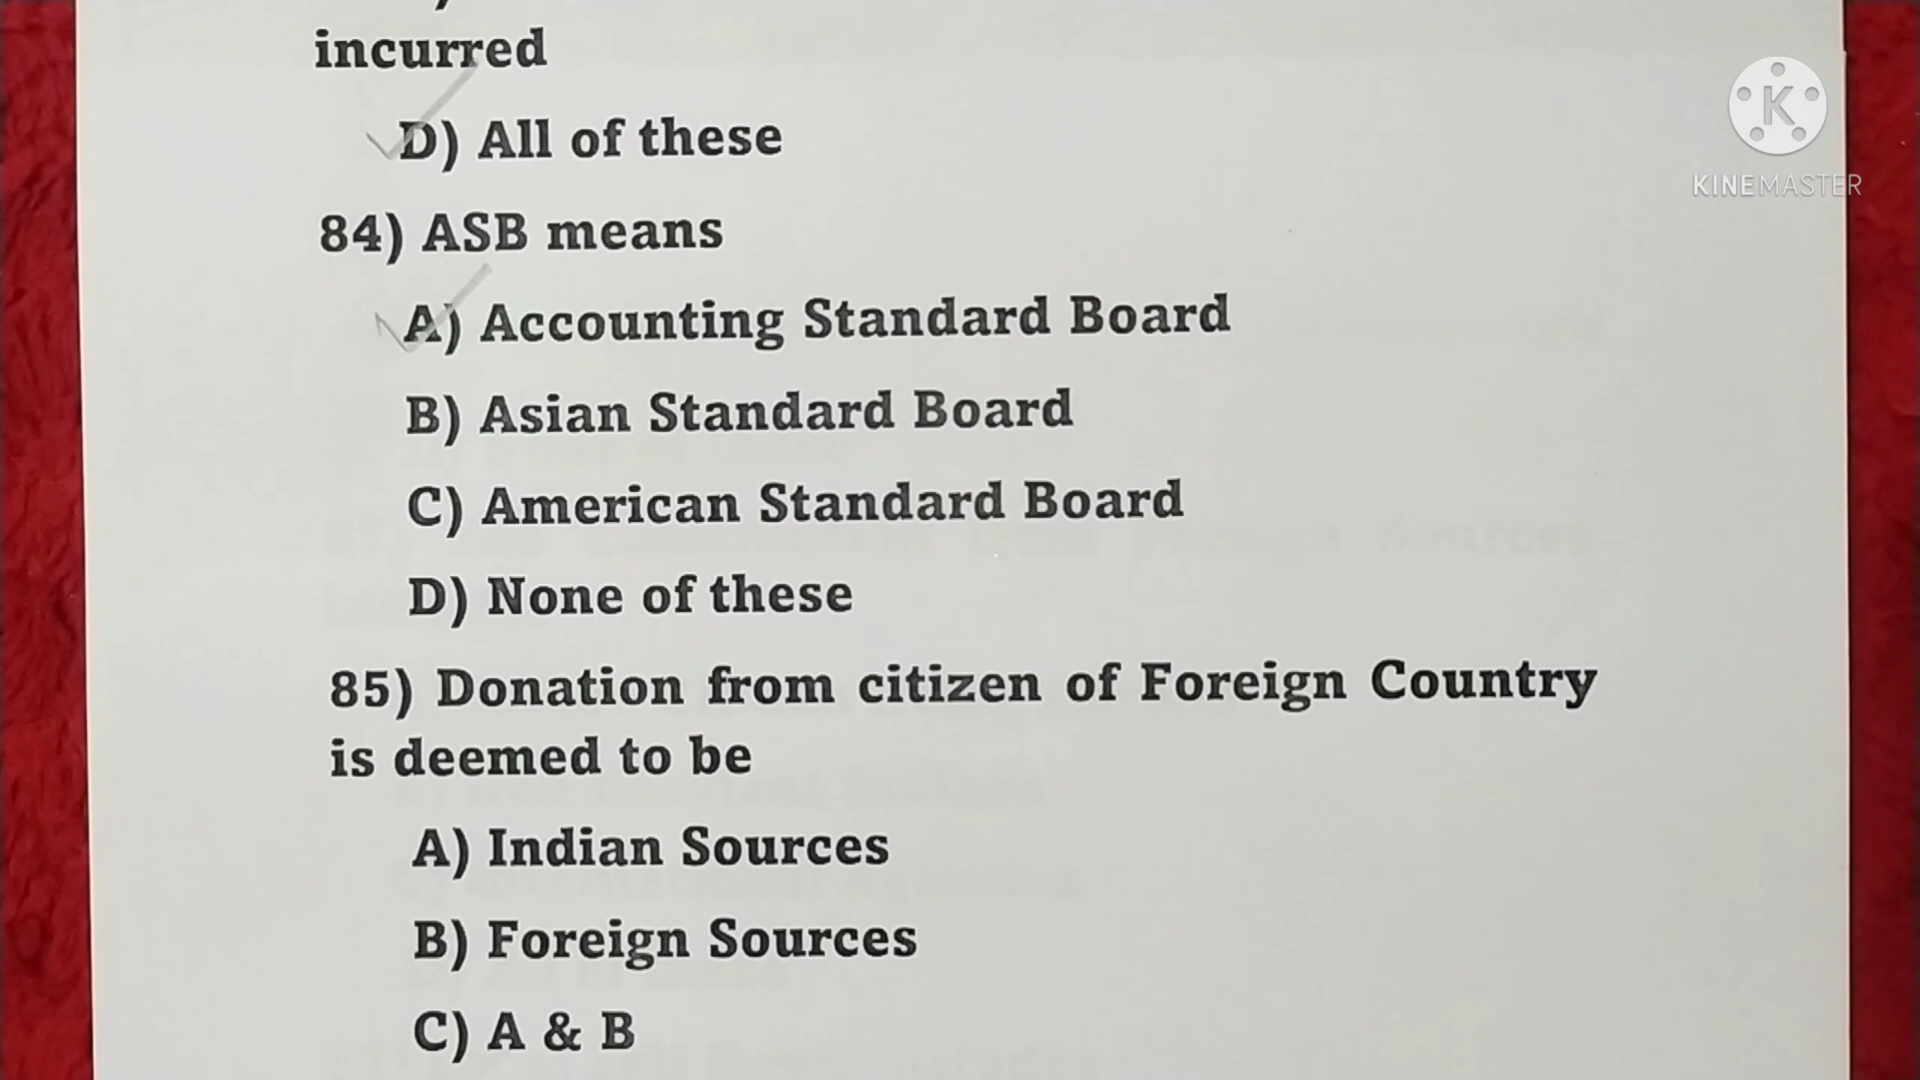 incurred
D) All of these
KINEMASTER
84) ASB means
A) Accounting Standard Board
B) Asian Standard Board
C) American Standard Board
D) None of these
85) Donation from citizen of Foreign Country
is deemed to be
A) Indian Sources
B) Foreign Sources
C) A & B